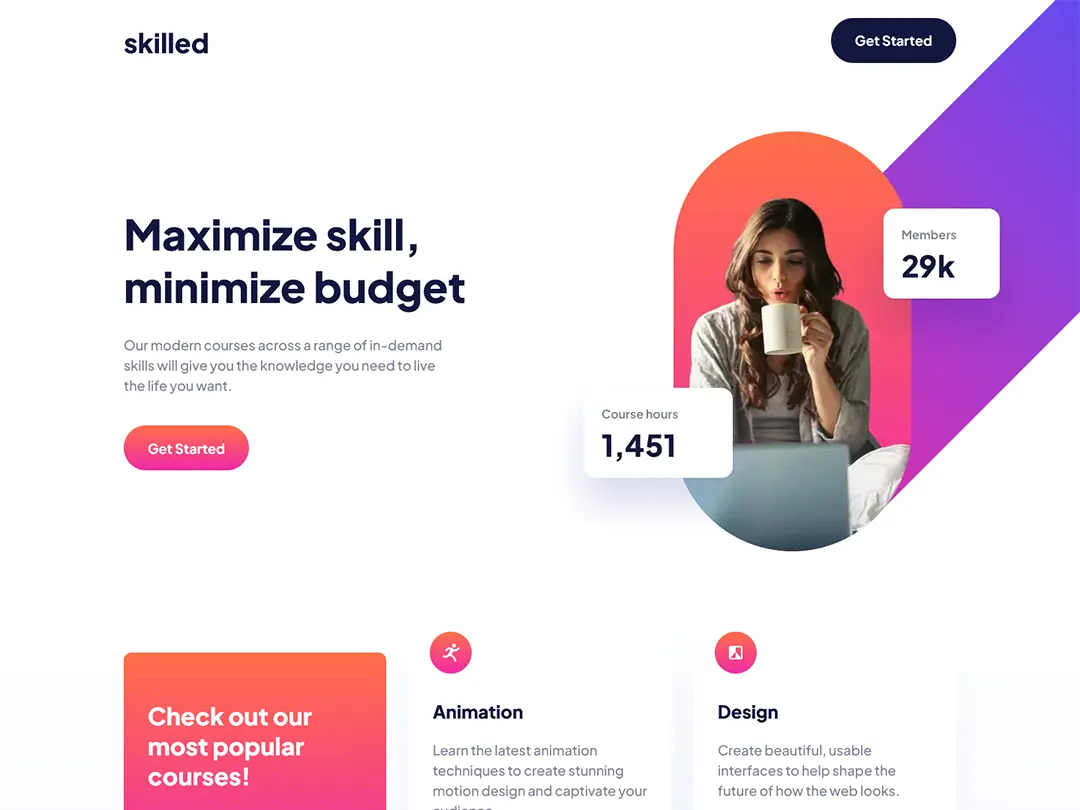 skilled
Get Started
Maximize skill,
minimize budget
Our modern courses across a range of in-demand
skills will give you the knowledge you need to live
the life you want.
Get Started
Members
29k
Course hours
1,451
Check out our
most popular
courses!
Animation
Learn the latest animation
techniques to create stunning
motion design and captivate your
audience.
Design
Create beautiful, usable
interfaces to help shape the
future of how the web looks.